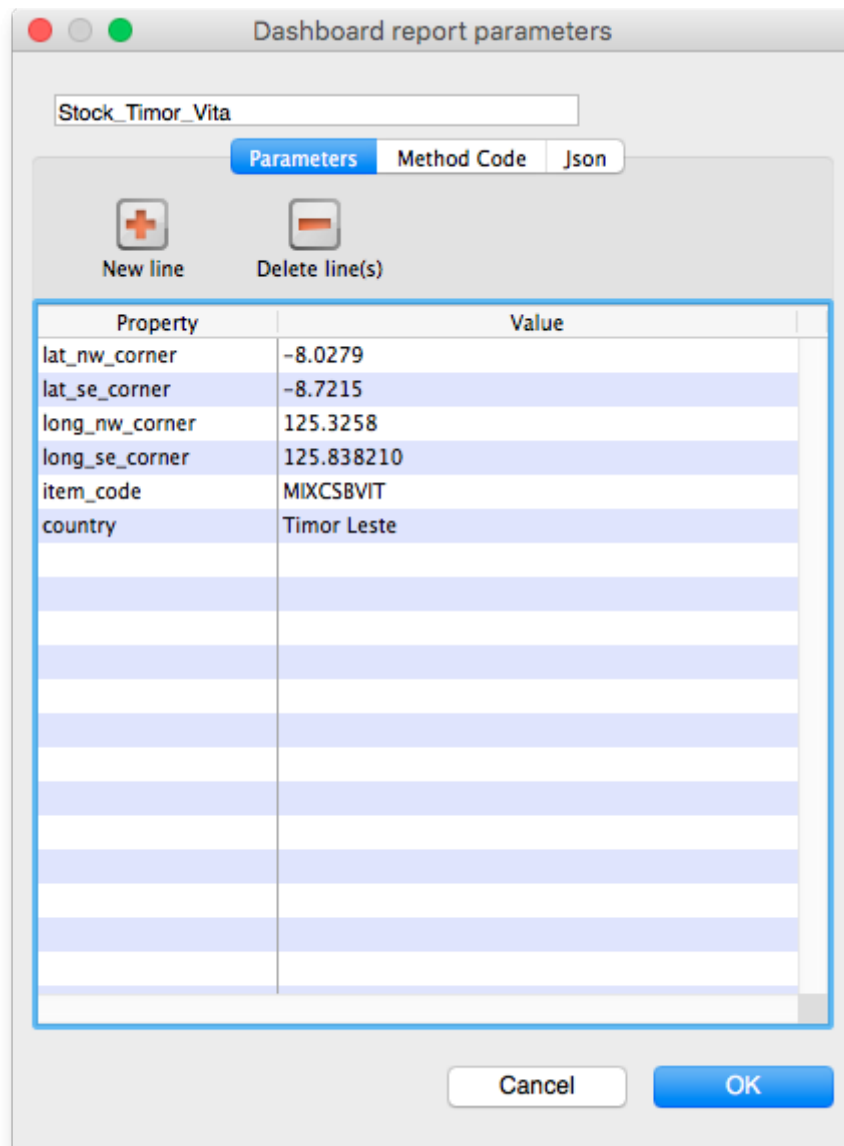 Dashboard report parameters
Stock_Timor_Vita
Parameters Method Code Json
New line Delete line(s)
Property Value
lat_nw_corner -8.0279
lat_se_corner -8.7215
long_nw_corner 125.3258
long_se_corner 125.838210
item_code MIXCSBVIT
country Timor Leste
Cancel OK